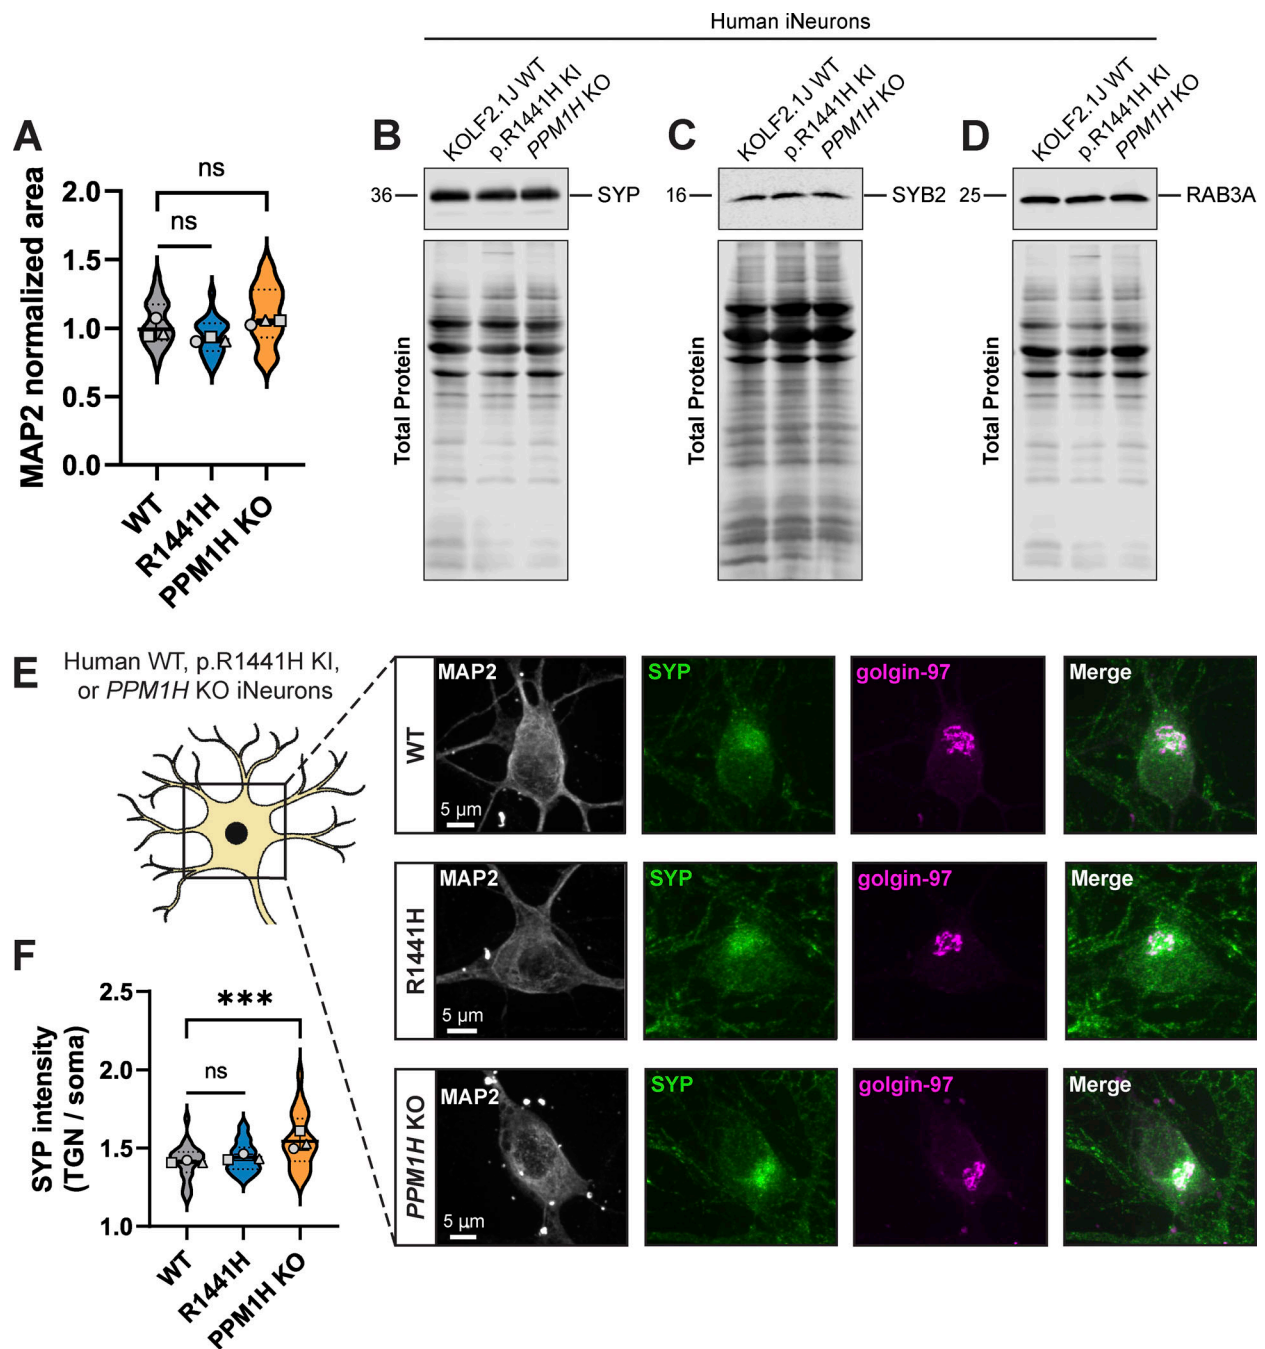 Human iNeurons
A
MAP2 normalized area
2.0
1.5
1.0
0.5
0.0
ns
ns
WT
R1441H
PPM1H KO
B
KOLF2.1J WT
p.R1441H KI
PPM1H KO
36
SYP
Total Protein
C
KOLF2.1J WT
p.R1441H KI
PPM1H KO
16
SYB2
Total Protein
D
KOLF2.1J WT
p.R1441H KI
PPM1H KO
25
RAB3A
Total Protein
E
Human WT, p.R1441H KI,
or PPM1H KO iNeurons
WT
MAP2
5 µm
SYP
golgin-97
Merge
R1441H
MAP2
5 µm
SYP
golgin-97
Merge
PPM1H KO
MAP2
5 µm
SYP
golgin-97
Merge
F
SYP intensity
(TGN / soma)
2.5
2.0
1.5
1.0
***
ns
WT
R1441H
PPM1H KO